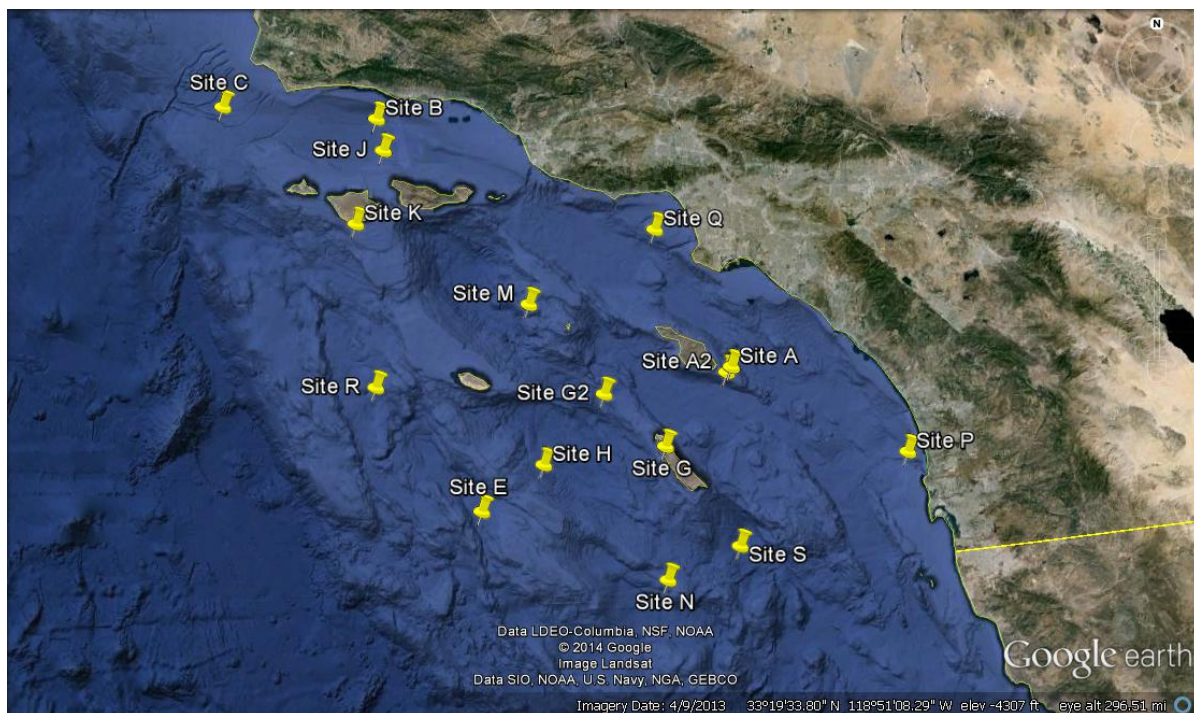 N
Site C
Site B
Site J
Site K
Site Q
Site M
Site A2
Site A
Site R
Site G2
Site P
Site H
Site G
Site E
Site S
Site N
Data LDEO-Columbia, NSF, NOAA
© 2014 Google
Image Landsat
Data SIO, NOAA, U.S. Navy, NGA, GEBCO
Google earth
Imagery Date: 4/9/2013 33°19'33.80" N 118°51'08.29" W elev -4307 ft eye alt 296.51 mi